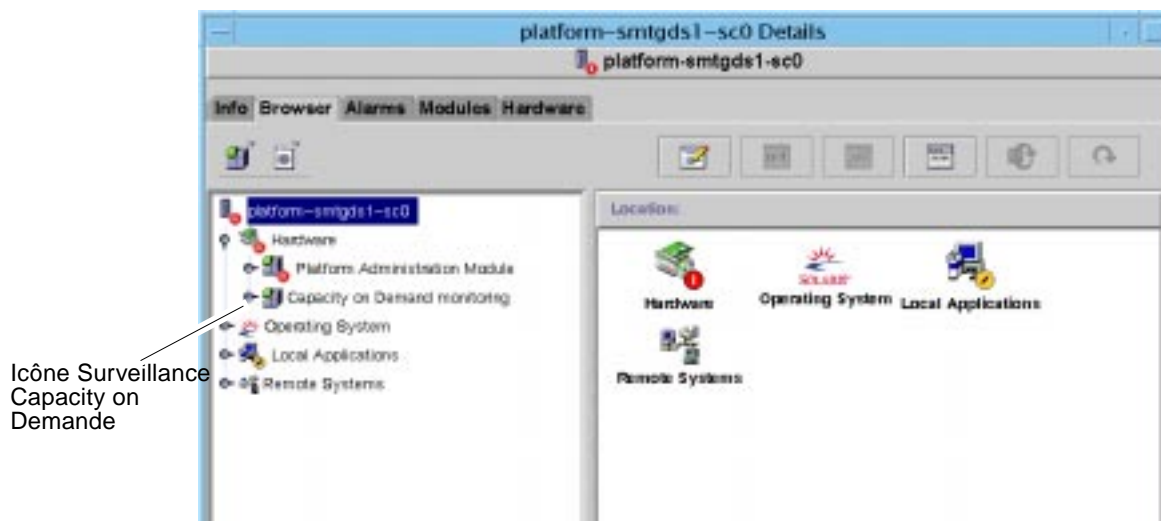 platform-smtgds1-sc0 Details
platform-smtgds1-sc0
Info Browser Alarms Modules Hardware
platform-smtgds1-sc0
Location:
Hardware
Platform Administration Module
Capacity on Demand monitoring
Operating System
Local Applications
Remote Systems
Hardware
SOLARIS
Operating System
Local Applications
Remote Systems
Icône Surveillance
Capacity on
Demande